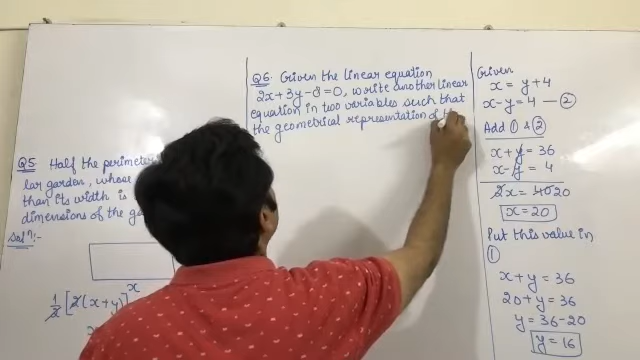 Q5 Half the perimeter
lar garden, whose
than its width is
dimensions of the ga
Solⁿ:-
x
1/2 [2(x+y)]
Q6. Given the linear equation
2x+3y-8=0, write another linear
equation in two variables such that
the geometrical representation of
Given
x = y+4
x-y=4 — ②
Add ① & ②
x+y = 36
x-y = 4
2x = 40 20
x=20
Put this value in
①
x+y = 36
20+y = 36
y = 36-20
y = 16